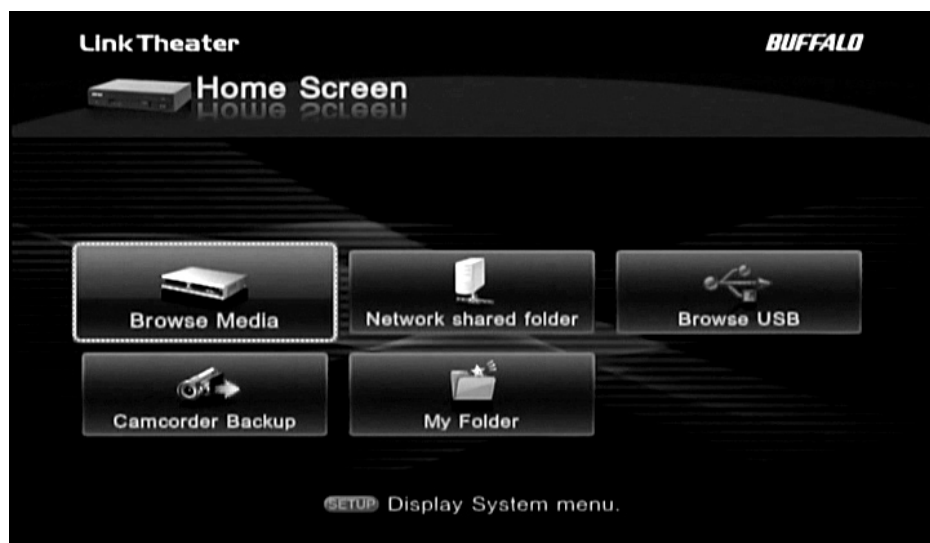 LinkTheater
BUFFALO
Home Screen
Browse Media
Network shared folder
Browse USB
Camcorder Backup
My Folder
SETUP Display System menu.